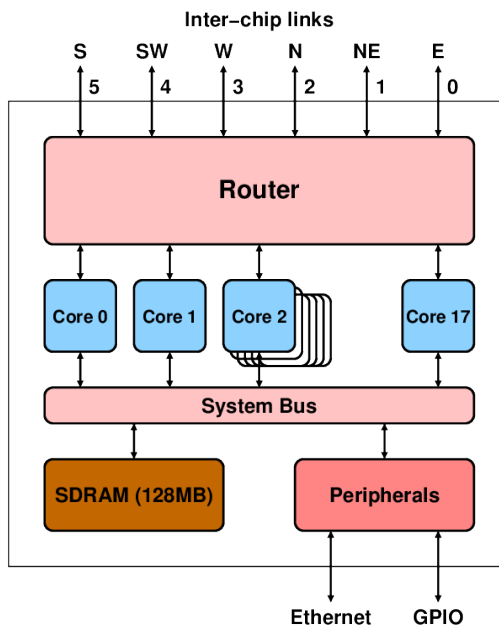 Inter-chip links
S SW W N NE E
5 4 3 2 1 0
Router
Core 0 Core 1 Core 2 Core 17
System Bus
SDRAM (128MB) Peripherals
Ethernet GPIO